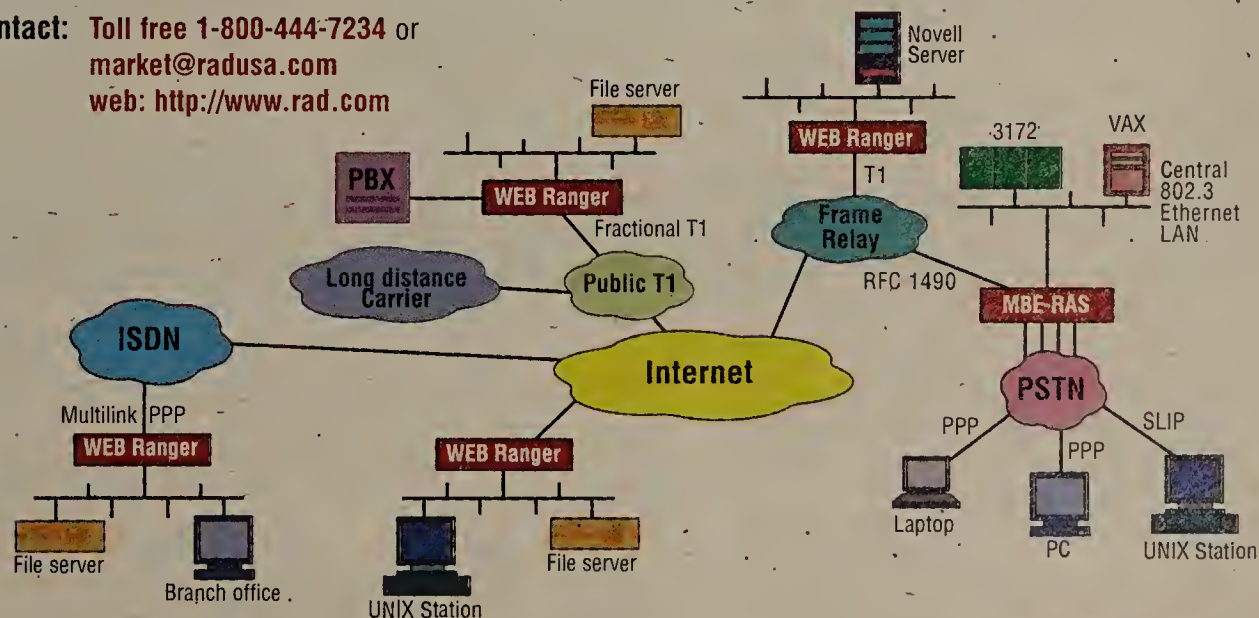 ntact: Toll free 1-800-444-7234 or
market@radusa.com
web: http://www.rad.com
File server
PBX
WEB Ranger
Fractional T1
Long distance
Carrier
Public T1
Novell
Server
WEB Ranger
T1
3172
VAX
Central
802.3
Ethernet
LAN
Frame
Relay
RFC 1490
MBE-RAS
ISDN
Internet
PSTN
Multilink PPP
WEB Ranger
File server
Branch office
WEB Ranger
UNIX Station
File server
PPP
PPP
SLIP
Laptop
PC
UNIX Station